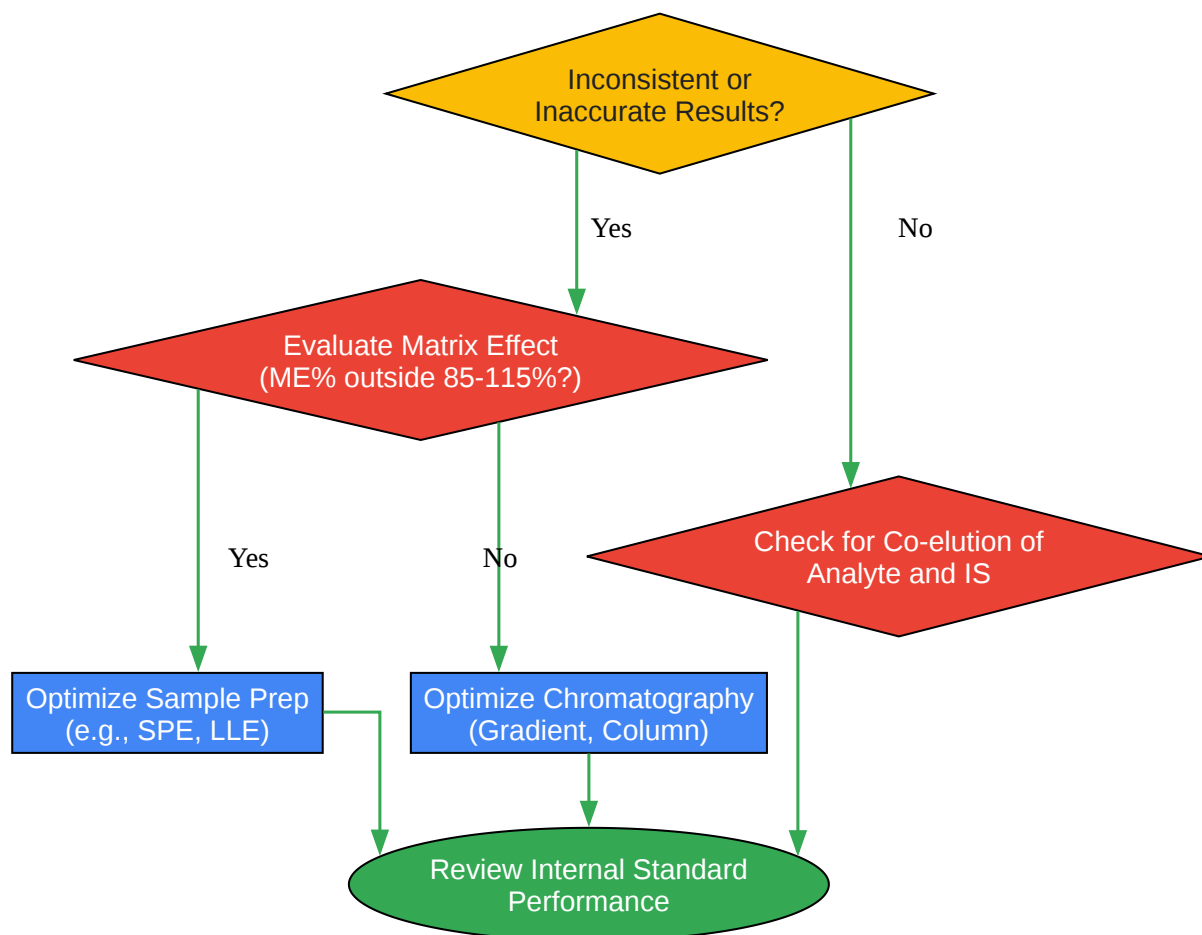 Inconsistent or
Inaccurate Results?
Yes
No
Evaluate Matrix Effect
(ME% outside 85-115%?)
Yes
No
Check for Co-elution of
Analyte and IS
Optimize Sample Prep
(e.g., SPE, LLE)
Optimize Chromatography
(Gradient, Column)
Review Internal Standard
Performance